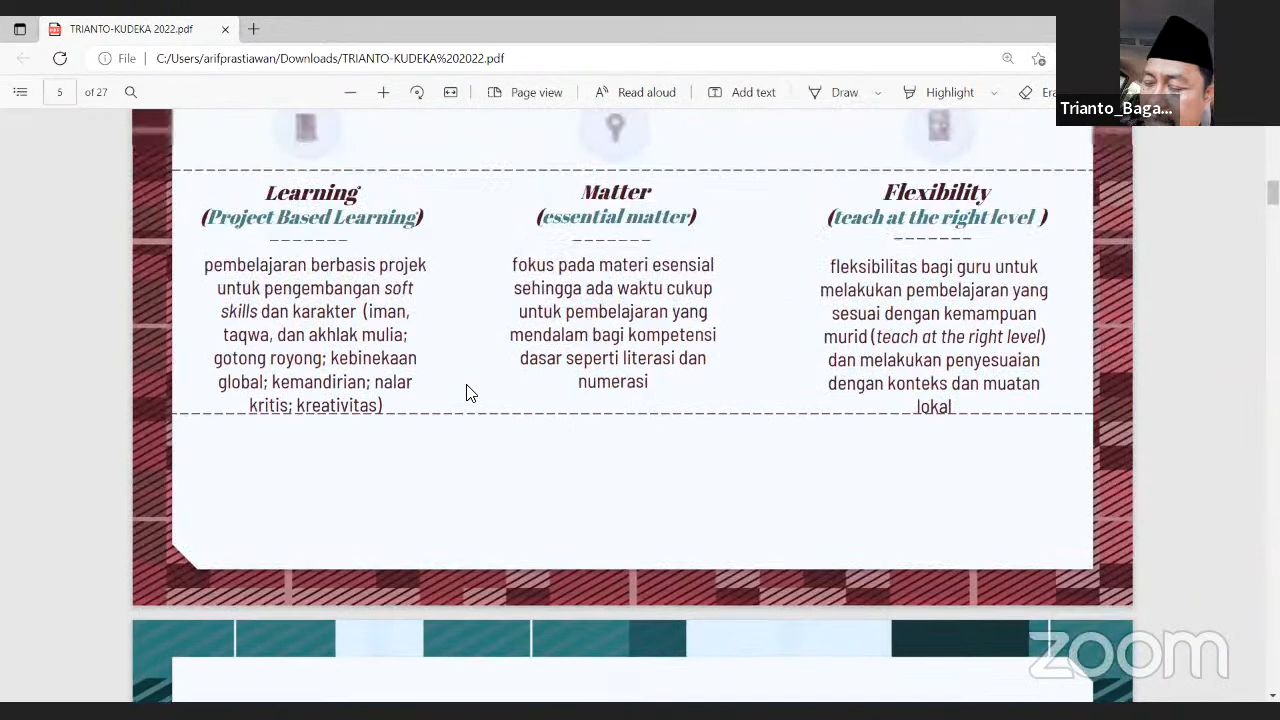 TRIANTO-KUDEKA 2022.pdf
File
C:/Users/arifprastiawan/Downloads/TRIANTO-KUDEKA%202022.pdf
5 of 27
Page view
Read aloud
Add text
Draw
Highlight
Era
Trianto_Baga...
Learning
(Project Based Learning)
pembelajaran berbasis projek
untuk pengembangan soft
skills dan karakter (iman,
taqwa, dan akhlak mulia;
gotong royong; kebinekaan
global; kemandirian; nalar
kritis; kreativitas)
Matter
(essential matter)
fokus pada materi esensial
sehingga ada waktu cukup
untuk pembelajaran yang
mendalam bagi kompetensi
dasar seperti literasi dan
numerasi
Flexibility
(teach at the right level )
fleksibilitas bagi guru untuk
melakukan pembelajaran yang
sesuai dengan kemampuan
murid (teach at the right level)
dan melakukan penyesuaian
dengan konteks dan muatan
lokal
zoom